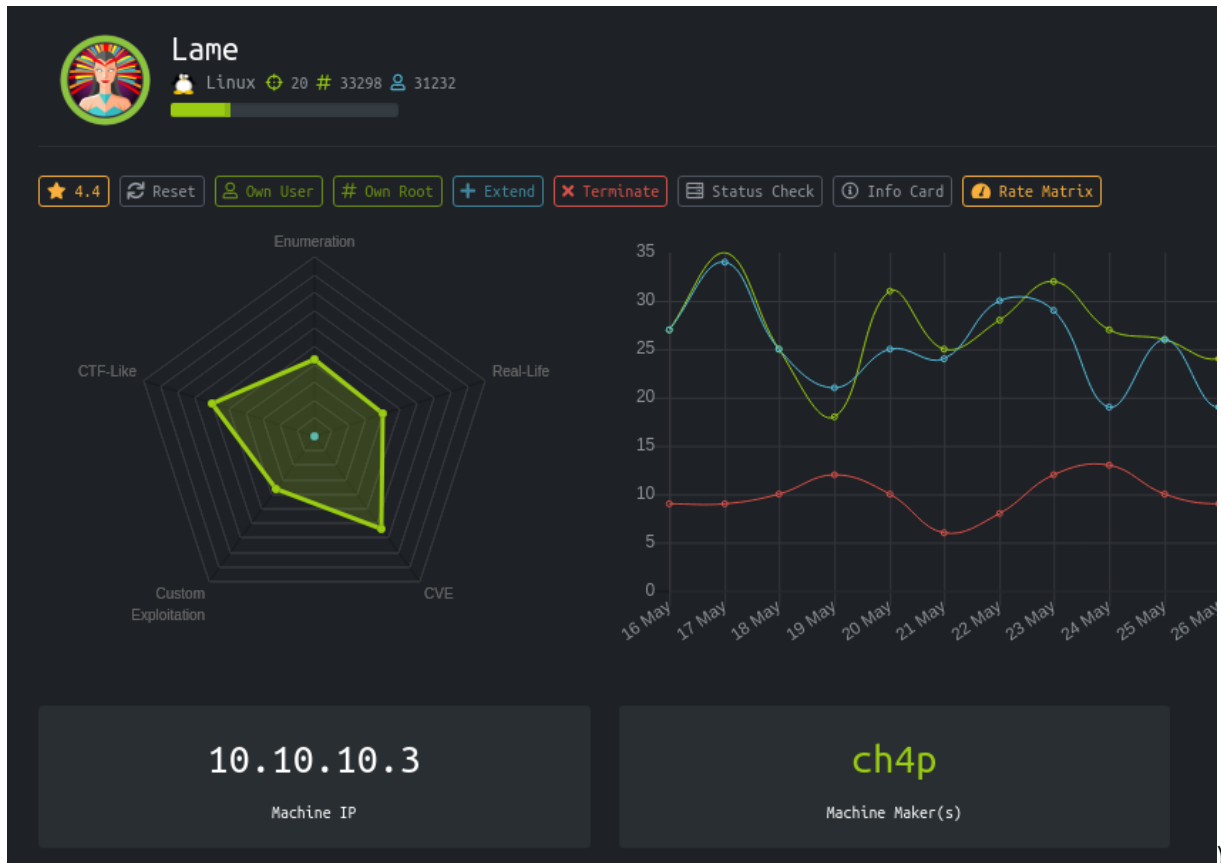 Lame
Linux 20 # 33298 31232
4.4 Reset Own User # Own Root Extend Terminate Status Check Info Card Rate Matrix
Enumeration
CTF-Like
Real-Life
Custom
Exploitation
CVE
35
30
25
20
15
10
5
0
16 May 17 May 18 May 19 May 20 May 21 May 22 May 23 May 24 May 25 May 26 May
10.10.10.3
Machine IP
ch4p
Machine Maker(s)